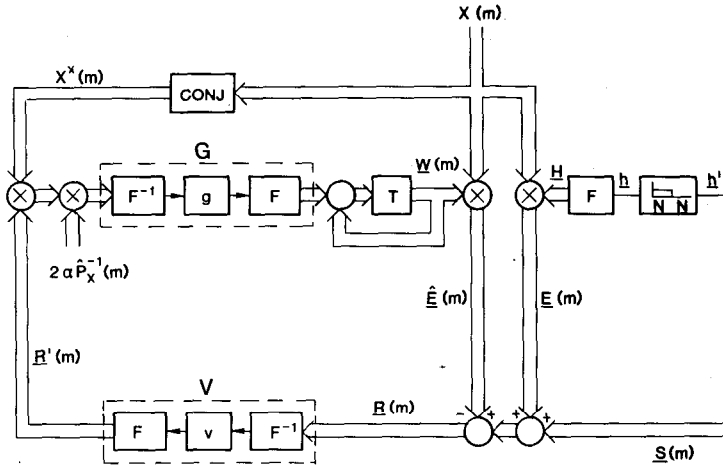 X (m)
Xˣ (m)
CONJ
G
W (m)
H
h
h'
×
×
F⁻¹
g
F
T
×
×
F
N N
2 α P̂ₓ⁻¹ (m)
Ê (m)
E (m)
R' (m)
V
R (m)
- +
+ +
F
v
F⁻¹
S (m)